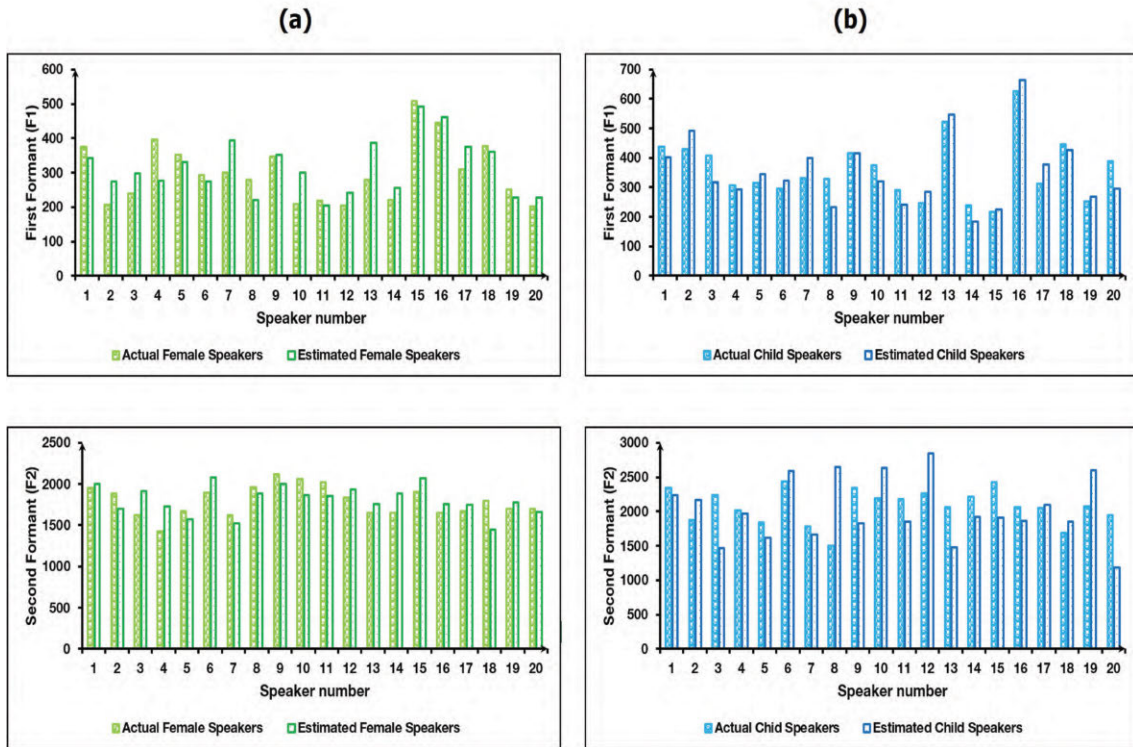 (a)
600
500
400
300
200
100
0
First Formant (F1)
1 2 3 4 5 6 7 8 9 10 11 12 13 14 15 16 17 18 19 20
Speaker number
Actual Female Speakers Estimated Female Speakers
(b)
700
600
500
400
300
200
100
0
First Formant (F1)
1 2 3 4 5 6 7 8 9 10 11 12 13 14 15 16 17 18 19 20
Speaker number
Actual Child Speakers Estimated Child Speakers
2500
2000
1500
1000
500
0
Second Formant (F2)
1 2 3 4 5 6 7 8 9 10 11 12 13 14 15 16 17 18 19 20
Speaker number
Actual Female Speakers Estimated Female Speakers
3000
2500
2000
1500
1000
500
0
Second Formant (F2)
1 2 3 4 5 6 7 8 9 10 11 12 13 14 15 16 17 18 19 20
Speaker number
Actual Chid Speakers Estimated Child Speakers